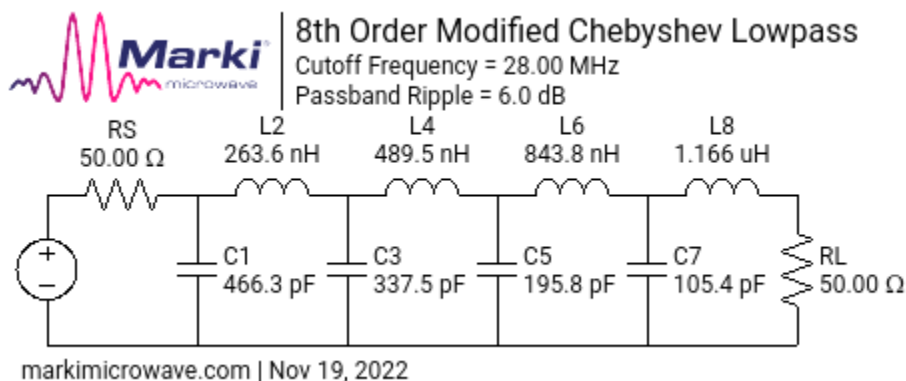 Marki
microwave
8th Order Modified Chebyshev Lowpass
Cutoff Frequency = 28.00 MHz
Passband Ripple = 6.0 dB
RS
50.00 Ω
L2
263.6 nH
L4
489.5 nH
L6
843.8 nH
L8
1.166 uH
C1
466.3 pF
C3
337.5 pF
C5
195.8 pF
C7
105.4 pF
RL
50.00 Ω
markimicrowave.com | Nov 19, 2022